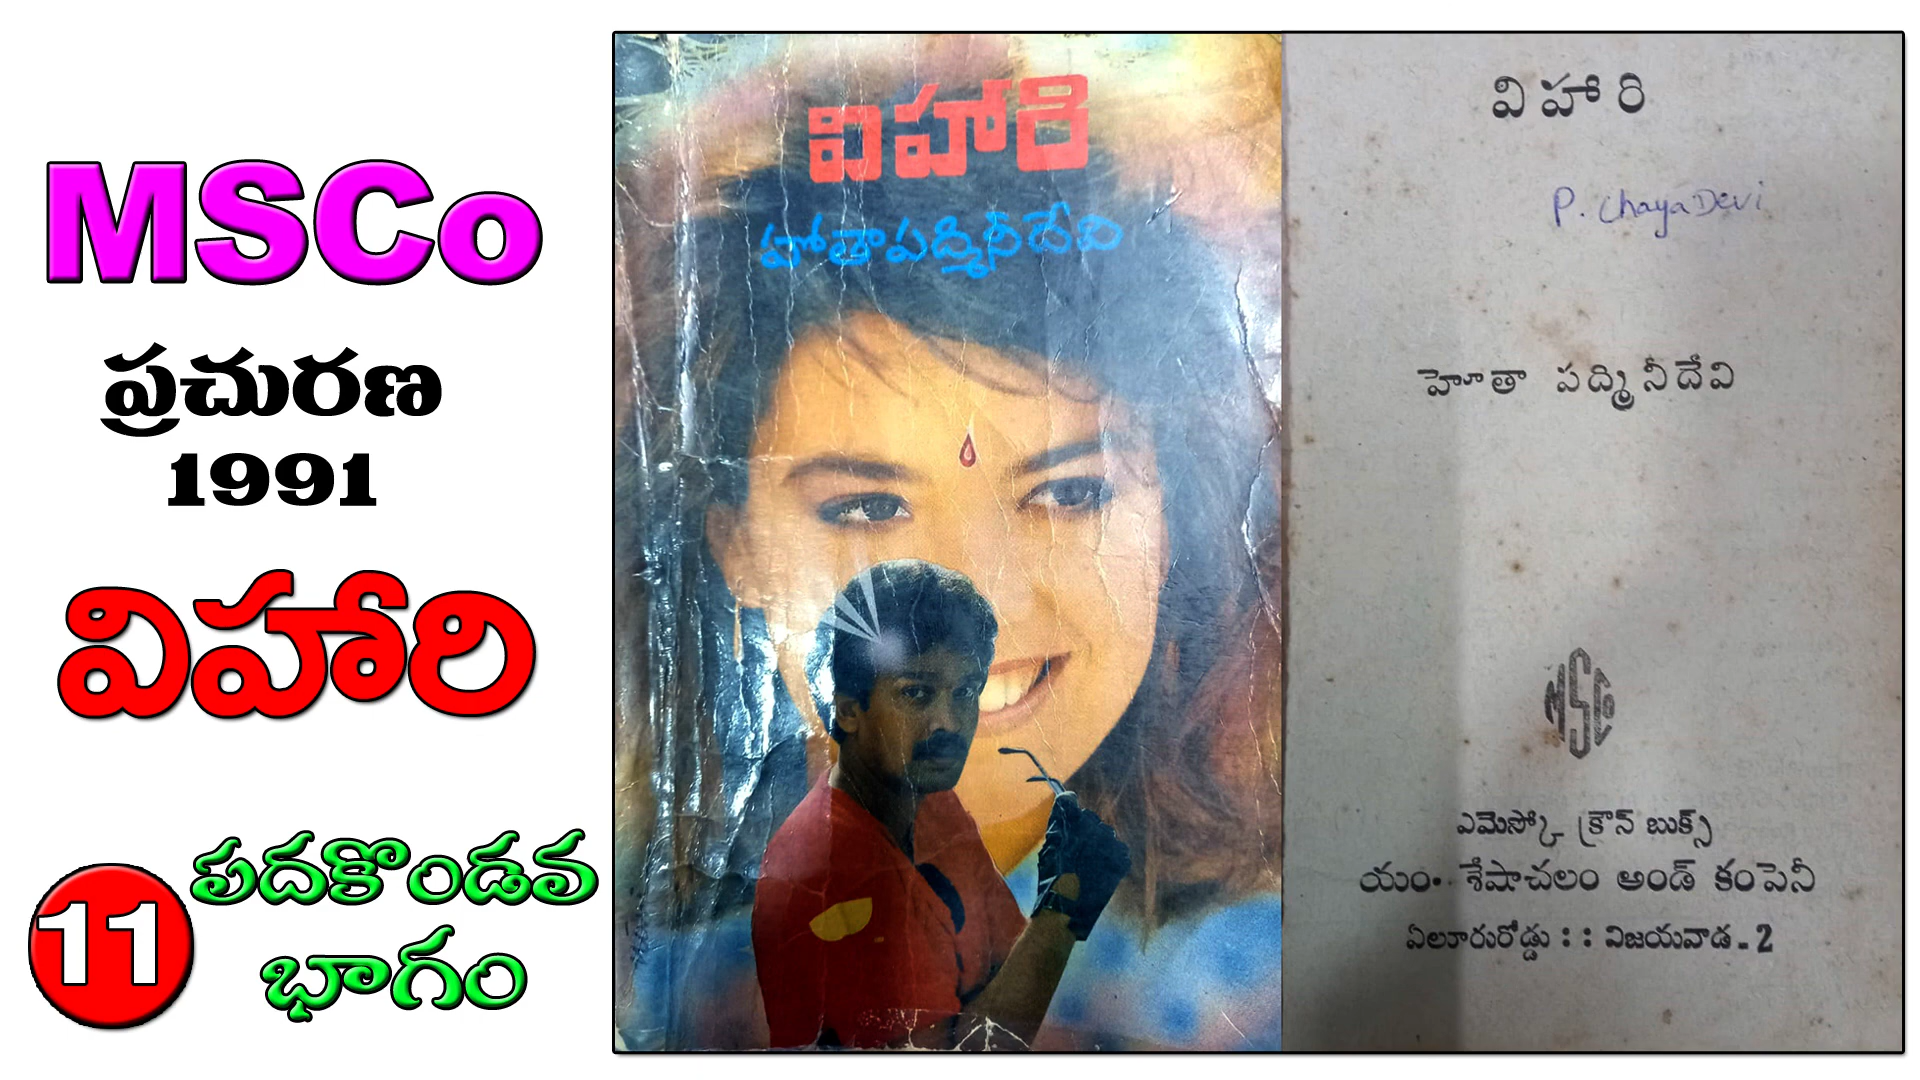 MSCo
ప్రచురణ
1991
విహారి
11
పదకొండవ
భాగం
విహారి
హోతా పద్మినీదేవి
విహారి
P. Chaya Devi
హోతా పద్మినీదేవి
MSCo
ఎమెస్కో క్రౌన్ బుక్స్
యం. శేషాచలం అండ్ కంపెనీ
ఏలూరురోడ్డు : : విజయవాడ - 2